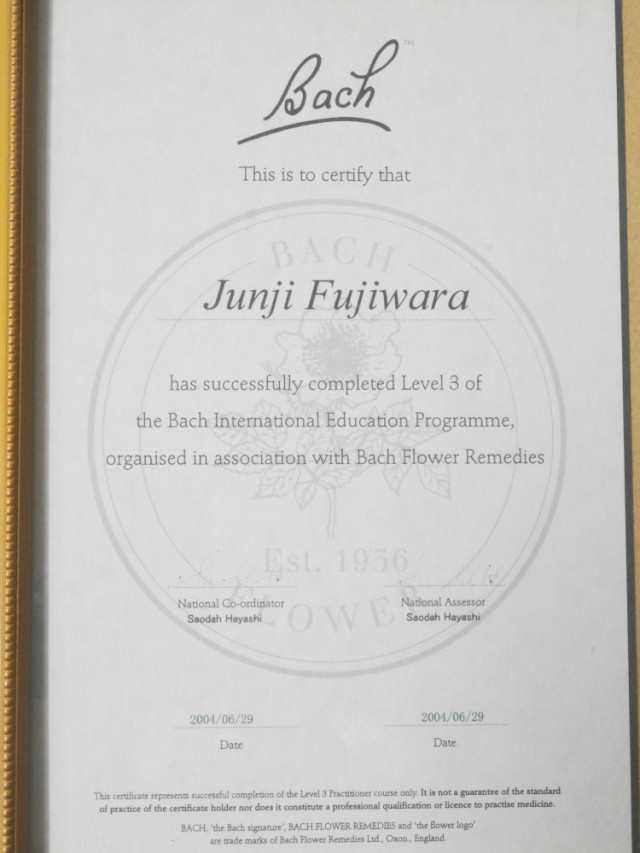 Bach™
This is to certify that
BACH
Junji Fujiwara
has successfully completed Level 3 of
the Bach International Education Programme,
organised in association with Bach Flower Remedies
Est. 1936
National Co-ordinator
National Assessor
Saodah Hayashi
Saodah Hayashi
FLOWER
2004/06/29
2004/06/29
Date
Date
This certificate represents successful completion of the Level 3 Practitioner course only. It is not a guarantee of the standard
of practice of the certificate holder nor does it constitute a professional qualification or licence to practise medicine.
BACH, 'the Bach signature', BACH FLOWER REMEDIES and 'the flower logo'
are trade marks of Bach Flower Remedies Ltd., Oxon., England.